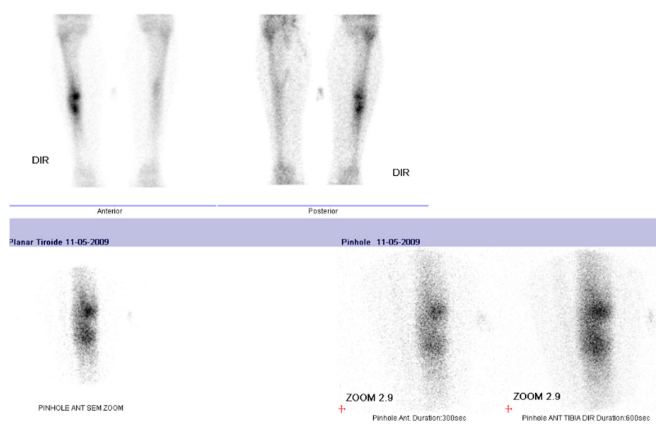 DIR
DIR
Anterior Posterior
Planar Tiroide 11-05-2009 Pinhole 11-05-2009
ZOOM 2.9 ZOOM 2.9
PINHOLE ANT SEM ZOOM
Pinhole Ant. Duration:300sec Pinhole ANT TIBIA DIR Duration:600sec